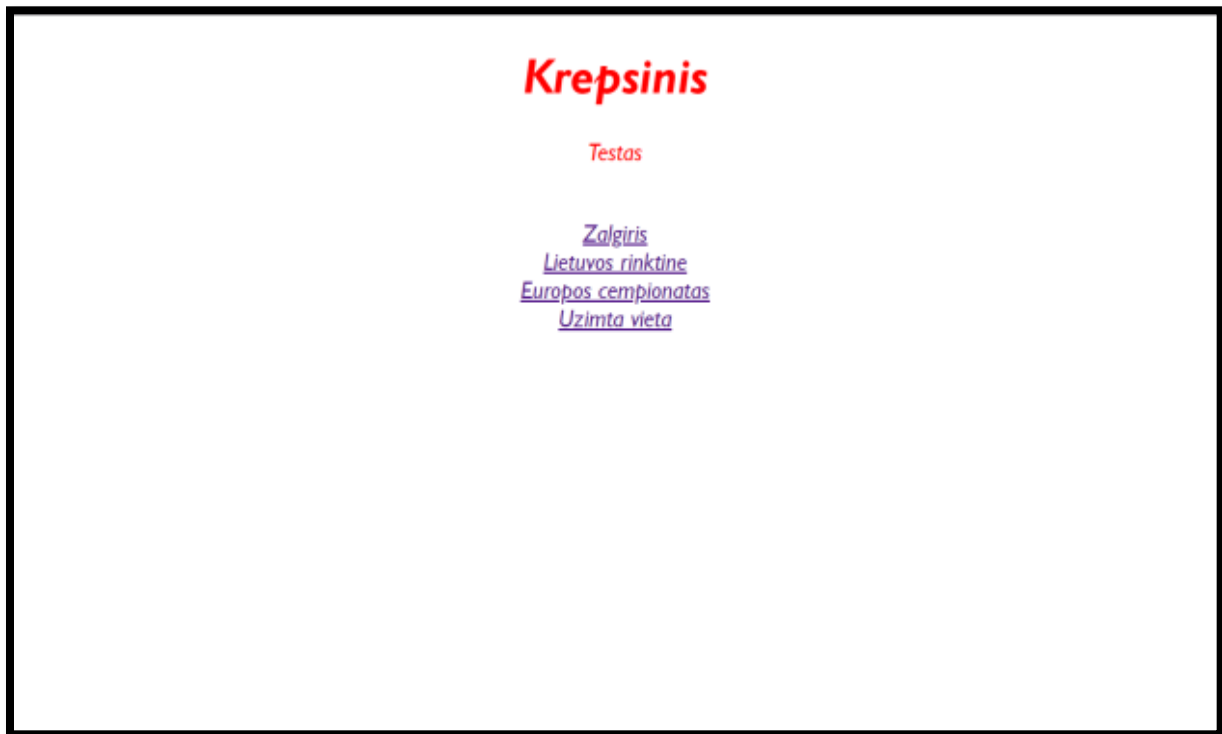 Krepsinis
Testas
Zalgiris
Lietuvos rinktine
Europos cempionatas
Uzimta vieta